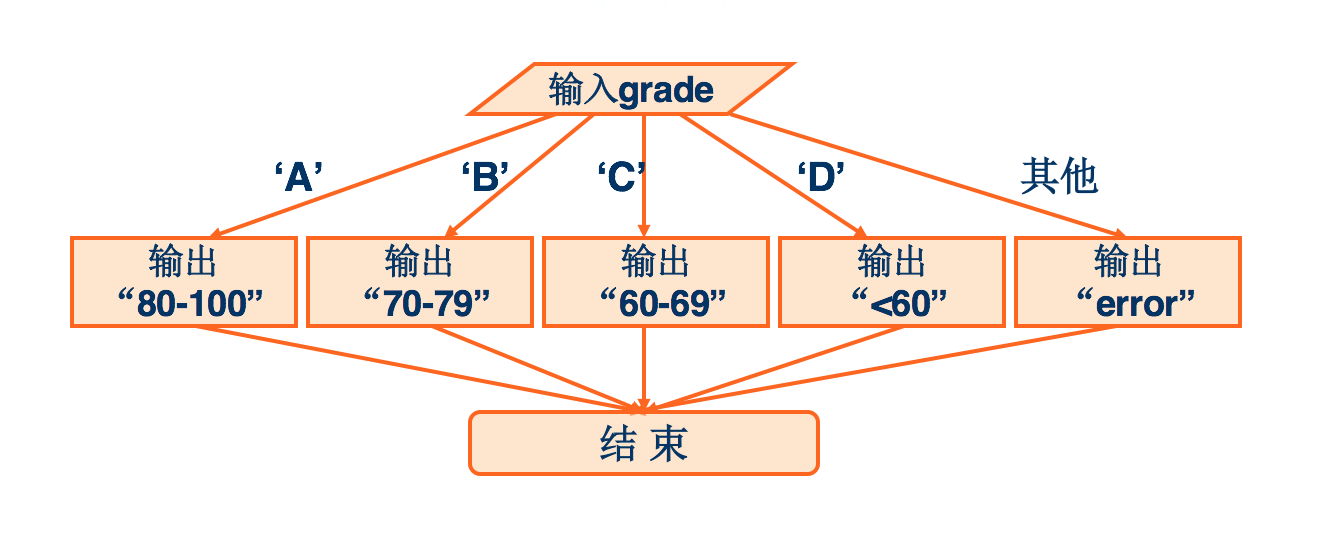 输入grade
‘A’
‘B’
‘C’
‘D’
其他
输出
“80-100”
输出
“70-79”
输出
“60-69”
输出
“<60”
输出
“error”
结 束